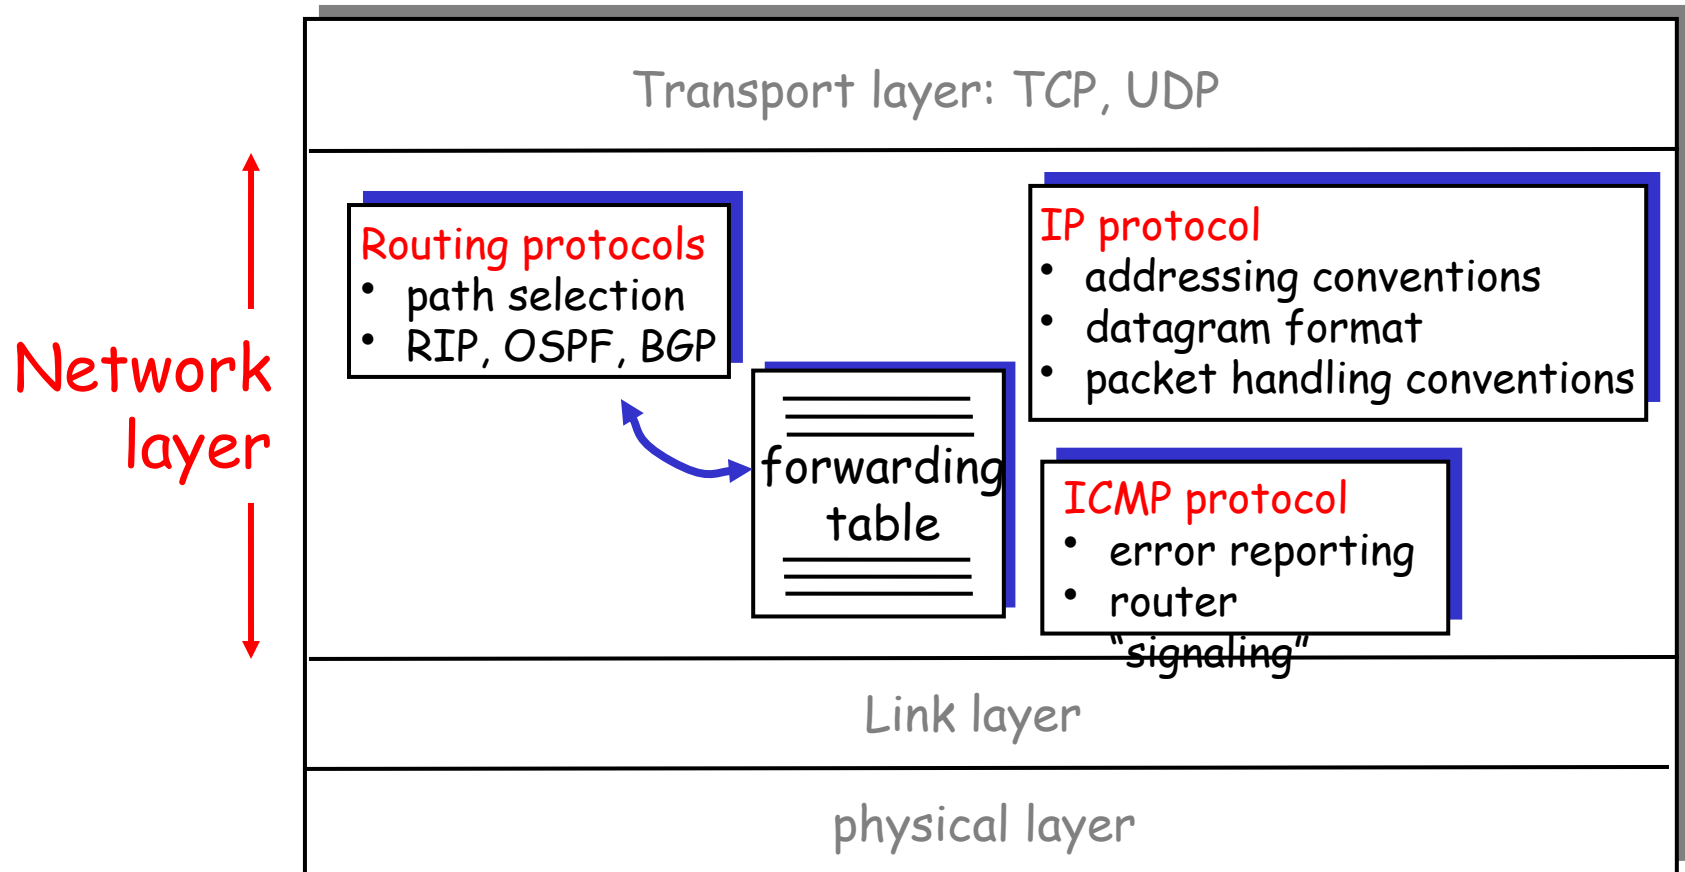 Transport layer: TCP, UDP
Network
layer
Routing protocols
• path selection
• RIP, OSPF, BGP
forwarding
table
IP protocol
• addressing conventions
• datagram format
• packet handling conventions
ICMP protocol
• error reporting
• router
“signaling”
Link layer
physical layer